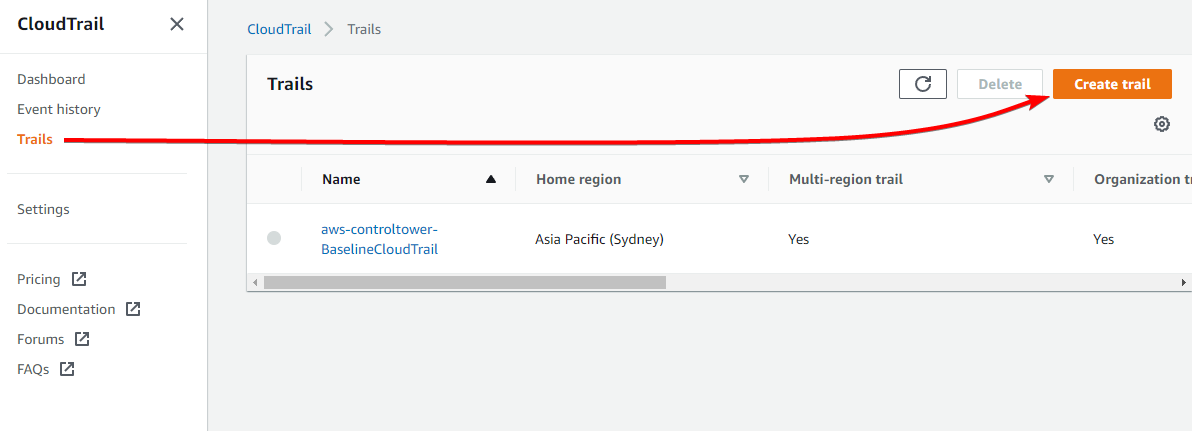 CloudTrail
Dashboard
Event history
Trails
Settings
Pricing
Documentation
Forums
FAQs
CloudTrail > Trails
Trails
Delete
Create trail
Name
Home region
Multi-region trail
Organization
aws-controltower-
BaselineCloudTrail
Asia Pacific (Sydney)
Yes
Yes